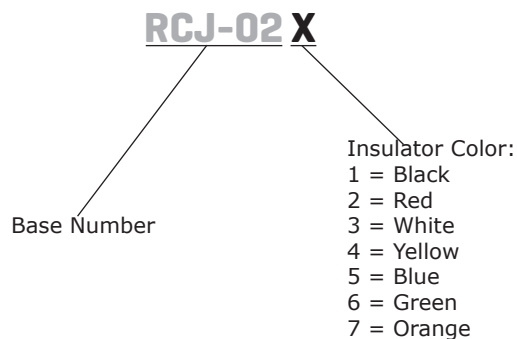 RCJ-02 X
Insulator Color:
1 = Black
2 = Red
3 = White
4 = Yellow
5 = Blue
6 = Green
7 = Orange
Base Number